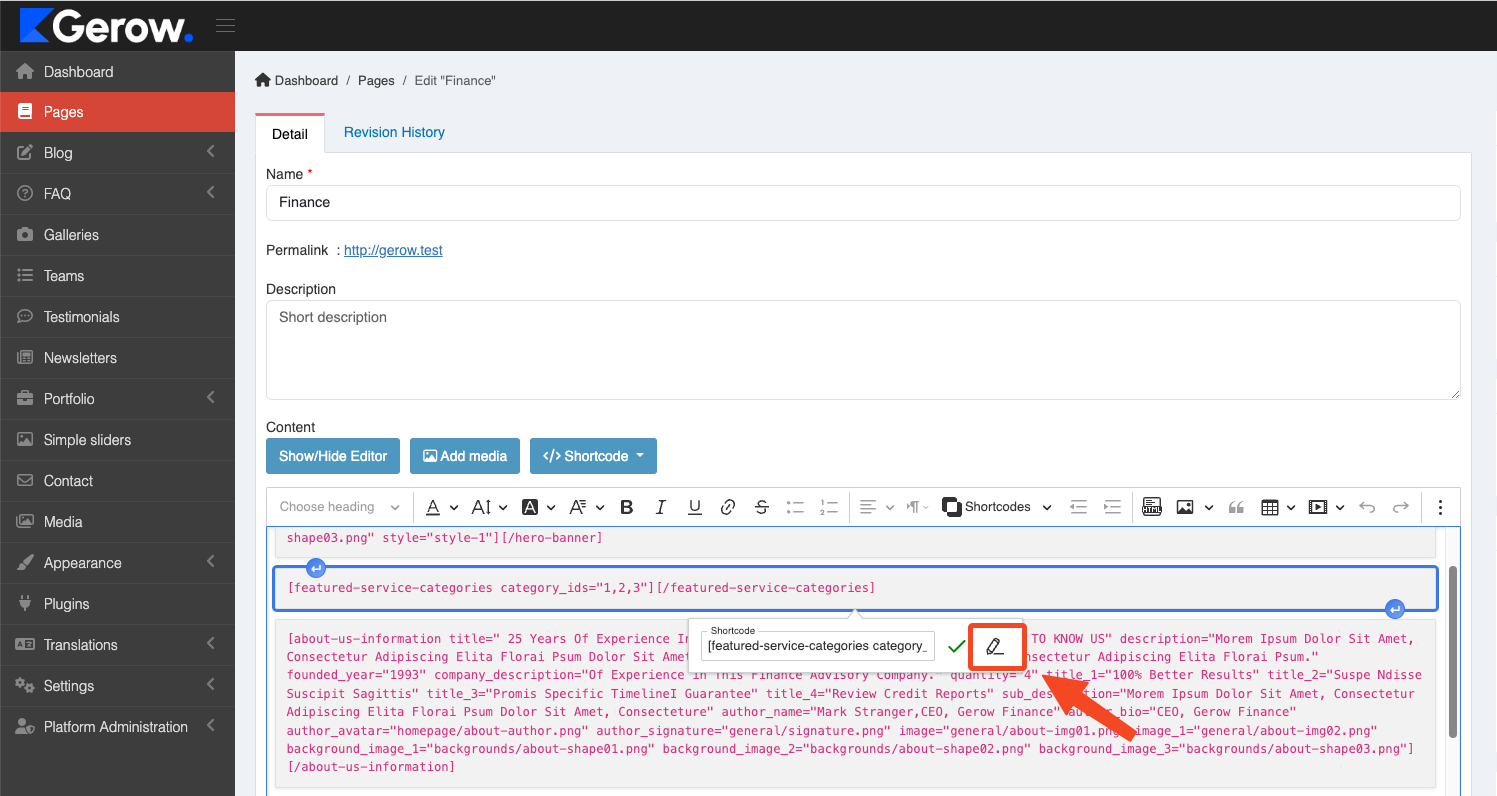 Gerow.
Dashboard
Pages
Blog
FAQ
Galleries
Teams
Testimonials
Newsletters
Portfolio
Simple sliders
Contact
Media
Appearance
Plugins
Translations
Settings
Platform Administration
Dashboard / Pages / Edit "Finance"
Detail
Revision History
Name *
Finance
Permalink : http://gerow.test
Description
Short description
Content
Show/Hide Editor
Add media
</> Shortcode
Choose heading
Shortcodes
shape03.png" style="style-1"][/hero-banner]
[featured-service-categories category_ids="1,2,3"][/featured-service-categories]
Shortcode
[featured-service-categories category_
[about-us-information title=" 25 Years Of Experience In TO KNOW US" description="Morem Ipsum Dolor Sit Amet,
Consectetur Adipiscing Elita Florai Psum Dolor Sit Amet nsectetur Adipiscing Elita Florai Psum."
founded_year="1993" company_description="Of Experience in This Finance Advisory Company." quantity="4" title_1="100% Better Results" title_2="Suspe Ndisse
Suscipit Sagittis" title_3="Promis Specific TimelineI Guarantee" title_4="Review Credit Reports" sub_des tion="Morem Ipsum Dolor Sit Amet, Consectetur
Adipiscing Elita Florai Psum Dolor Sit Amet, Consecteture" author_name="Mark Stranger,CEO, Gerow Finance" _bio="CEO, Gerow Finance"
author_avatar="homepage/about-author.png" author_signature="general/signature.png" image="general/about-img01.png image_1="general/about-img02.png"
background_image_1="backgrounds/about-shape01.png" background_image_2="backgrounds/about-shape02.png" background_image_3="backgrounds/about-shape03.png"]
[/about-us-information]